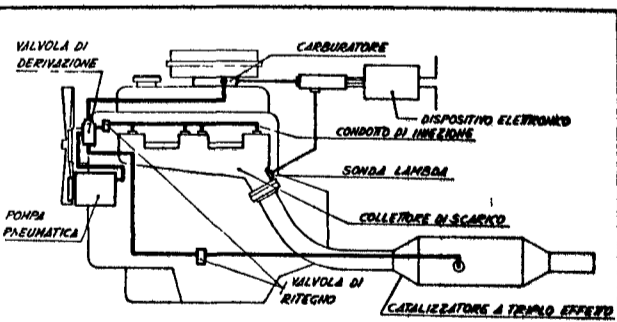 VALVOLA DI
DERIVAZIONE
CARBURATORE
DISPOSITIVO ELETTRONICO
CONDOTTO DI INIEZIONE
SONDA LAMBDA
COLLETTORE DI SCARICO
POMPA
PNEUMATICA
VALVOLA DI
RITEGNO
CATALIZZATORE A TRIPLO EFFETTO